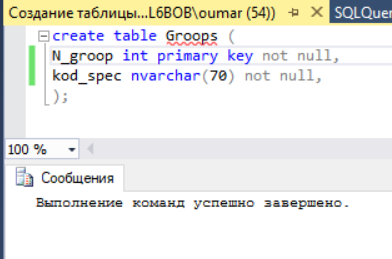 Создание таблицы...L6BOB\oumar (54))
SQLQuer
create table Groops (
N_groop int primary key not null,
kod_spec nvarchar(70) not null,
);
100 %
Сообщения
Выполнение команд успешно завершено.